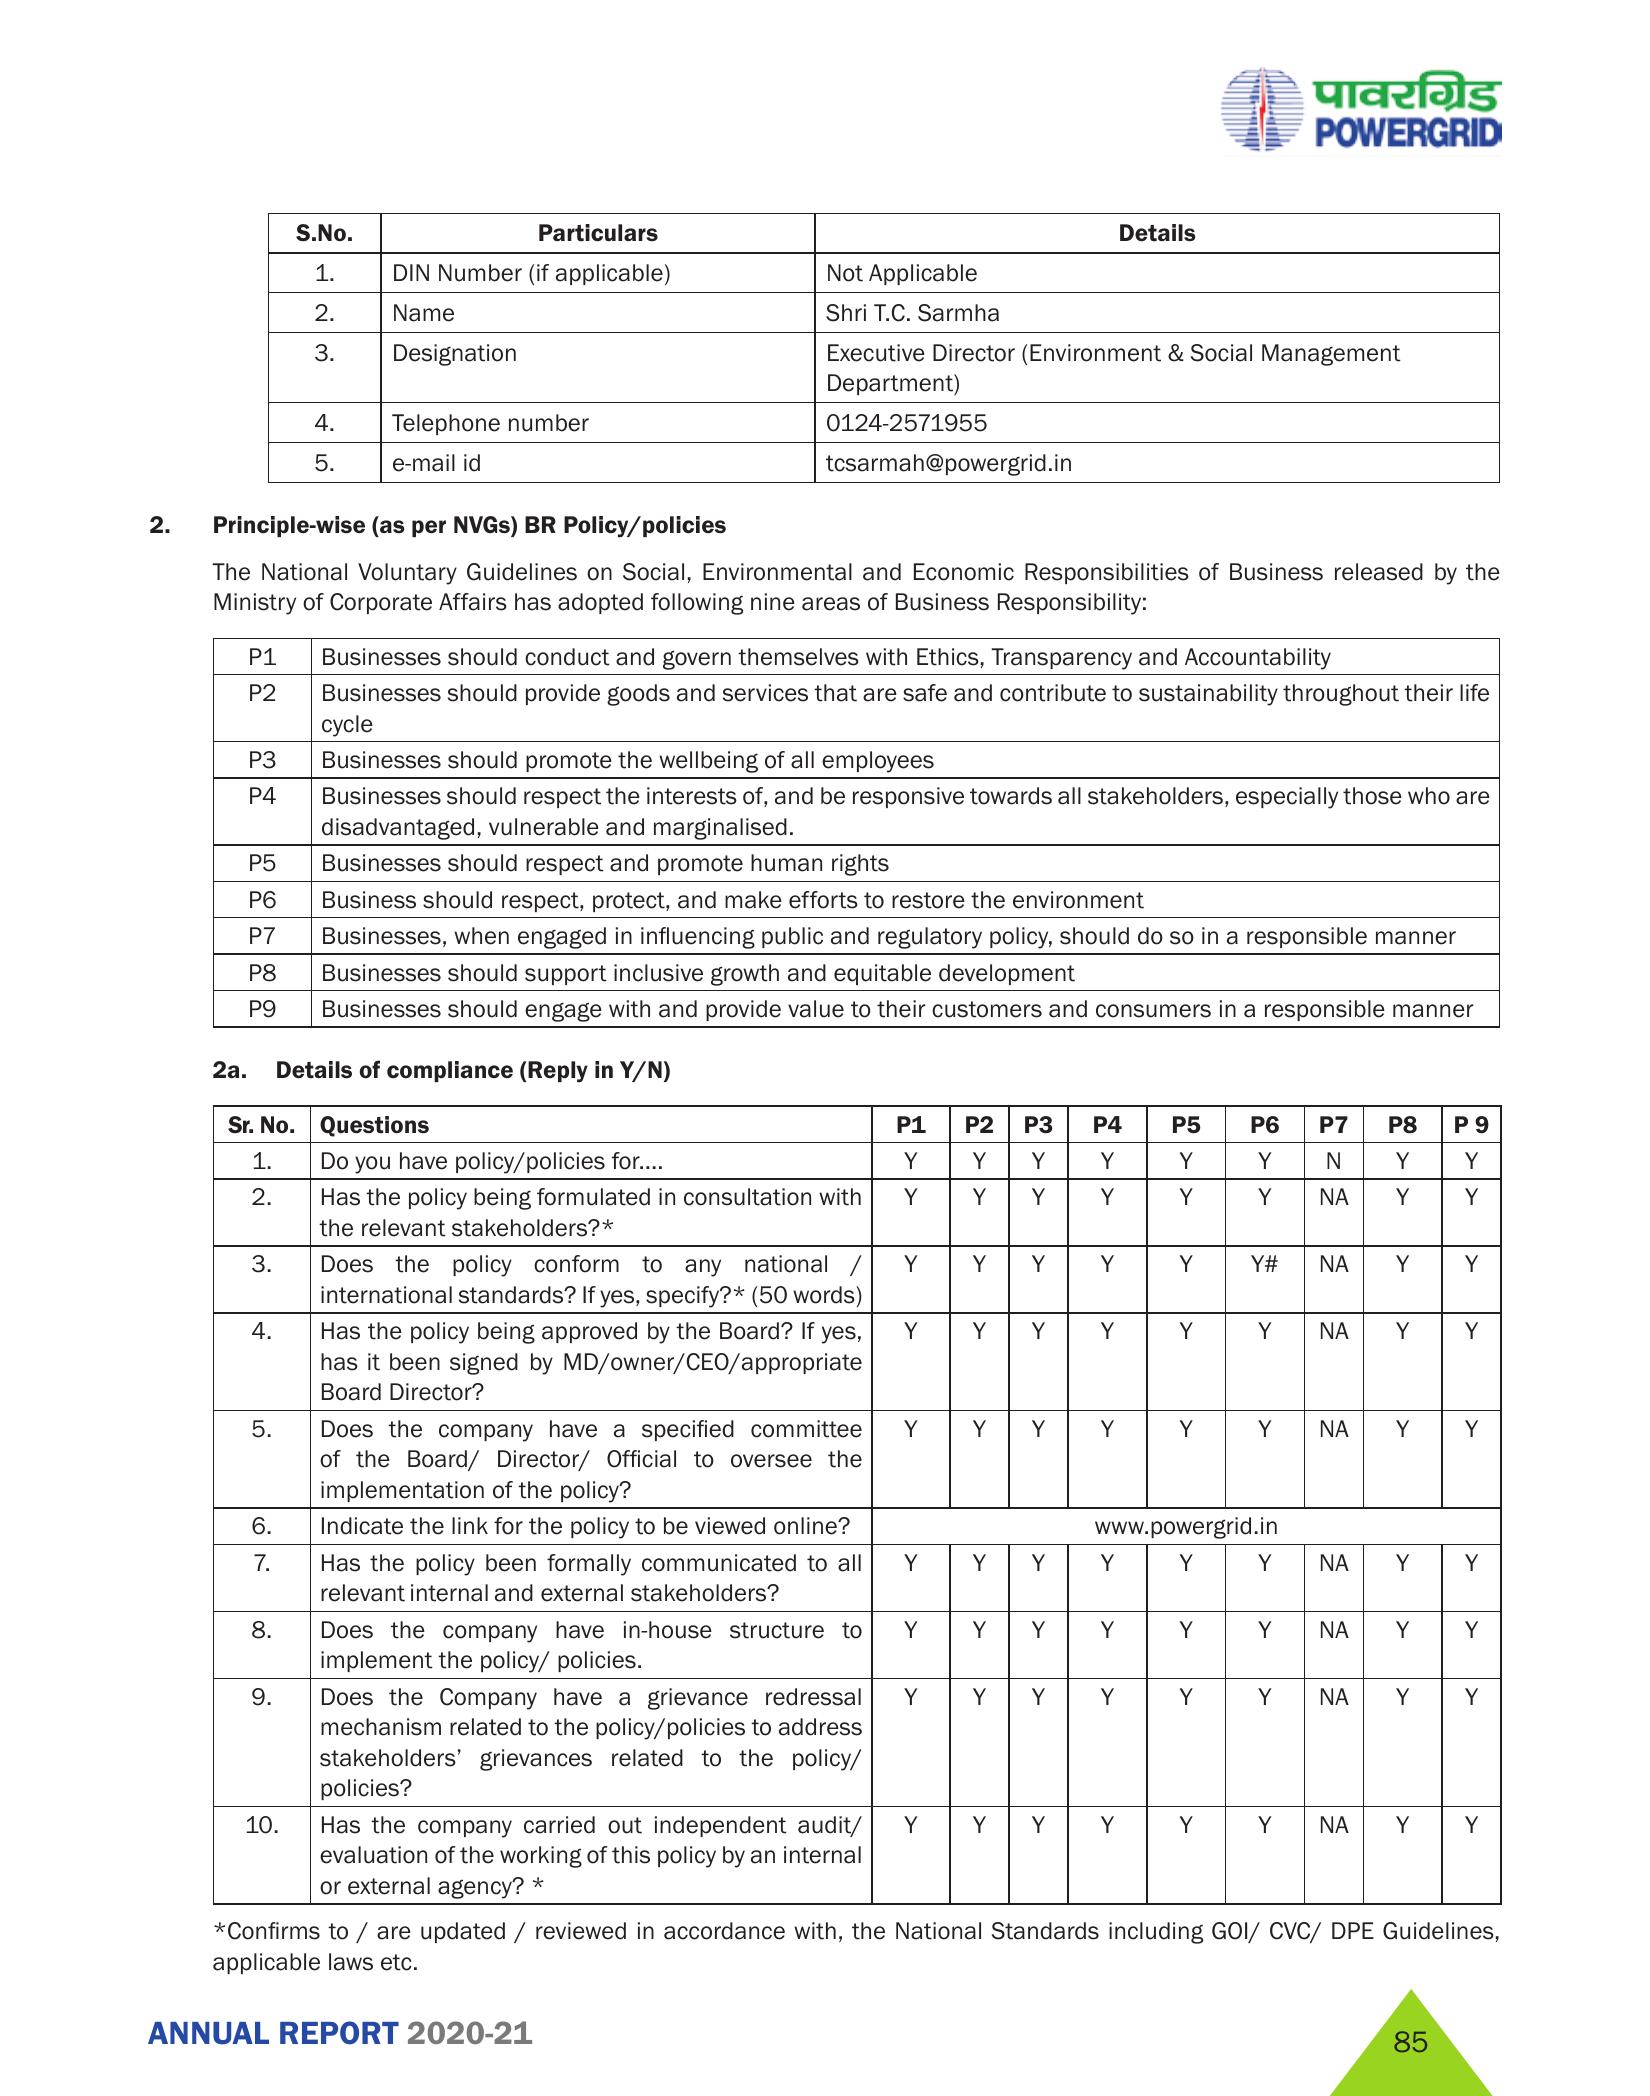 पावरग्रिड
POWERGRID
S.No. Particulars Details
1. DIN Number (if applicable) Not Applicable
2. Name Shri T.C. Sarmha
3. Designation Executive Director (Environment & Social Management
Department)
4. Telephone number 0124-2571955
5. e-mail id tcsarmah@powergrid.in
2. Principle-wise (as per NVGs) BR Policy/policies
The National Voluntary Guidelines on Social, Environmental and Economic Responsibilities of Business released by the
Ministry of Corporate Affairs has adopted following nine areas of Business Responsibility:
P1 Businesses should conduct and govern themselves with Ethics, Transparency and Accountability
P2 Businesses should provide goods and services that are safe and contribute to sustainability throughout their life
cycle
P3 Businesses should promote the wellbeing of all employees
P4 Businesses should respect the interests of, and be responsive towards all stakeholders, especially those who are
disadvantaged, vulnerable and marginalised.
P5 Businesses should respect and promote human rights
P6 Business should respect, protect, and make efforts to restore the environment
P7 Businesses, when engaged in influencing public and regulatory policy, should do so in a responsible manner
P8 Businesses should support inclusive growth and equitable development
P9 Businesses should engage with and provide value to their customers and consumers in a responsible manner
2a. Details of compliance (Reply in Y/N)
Sr. No. Questions P1 P2 P3 P4 P5 P6 P7 P8 P 9
1. Do you have policy/policies for.... Y Y Y Y Y Y N Y Y
2. Has the policy being formulated in consultation with Y Y Y Y Y Y NA Y Y
the relevant stakeholders?*
3. Does the policy conform to any national / Y Y Y Y Y Y# NA Y Y
international standards? If yes, specify?* (50 words)
4. Has the policy being approved by the Board? If yes, Y Y Y Y Y Y NA Y Y
has it been signed by MD/owner/CEO/appropriate
Board Director?
5. Does the company have a specified committee Y Y Y Y Y Y NA Y Y
of the Board/ Director/ Official to oversee the
implementation of the policy?
6. Indicate the link for the policy to be viewed online? www.powergrid.in
7. Has the policy been formally communicated to all Y Y Y Y Y Y NA Y Y
relevant internal and external stakeholders?
8. Does the company have in-house structure to Y Y Y Y Y Y NA Y Y
implement the policy/ policies.
9. Does the Company have a grievance redressal Y Y Y Y Y Y NA Y Y
mechanism related to the policy/policies to address
stakeholders’ grievances related to the policy/
policies?
10. Has the company carried out independent audit/ Y Y Y Y Y Y NA Y Y
evaluation of the working of this policy by an internal
or external agency? *
*Confirms to / are updated / reviewed in accordance with, the National Standards including GOI/ CVC/ DPE Guidelines,
applicable laws etc.
ANNUAL REPORT 2020-21
85